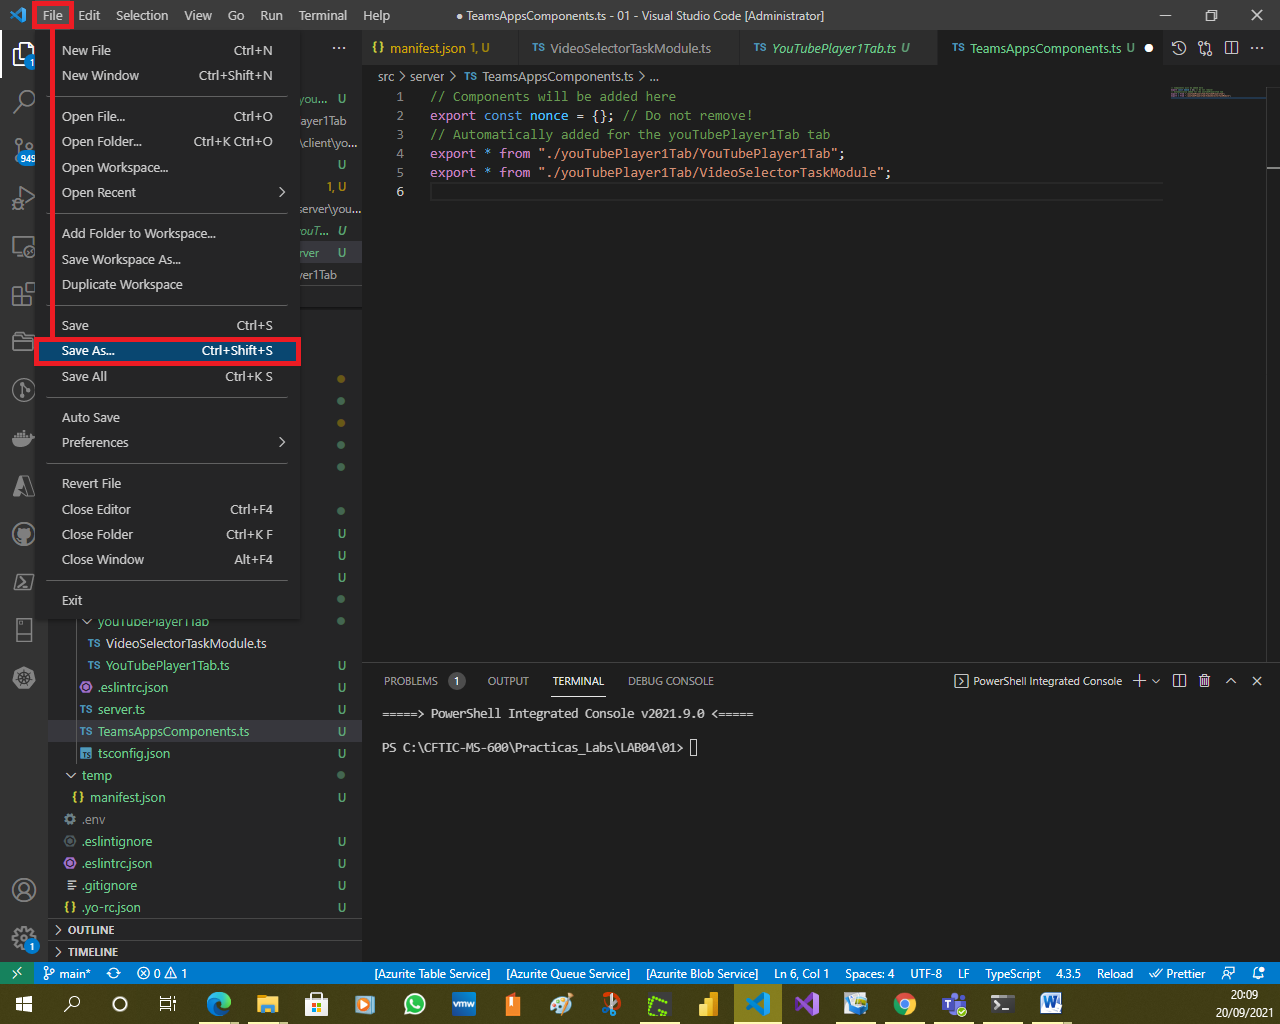 File Edit Selection View Go Run Terminal Help
● TeamsAppsComponents.ts - 01 - Visual Studio Code [Administrator]
New File Ctrl+N
New Window Ctrl+Shift+N
Open File... Ctrl+O
Open Folder... Ctrl+K Ctrl+O
Open Workspace...
Open Recent
Add Folder to Workspace...
Save Workspace As...
Duplicate Workspace
Save Ctrl+S
Save As... Ctrl+Shift+S
Save All Ctrl+K S
Auto Save
Preferences
Revert File
Close Editor Ctrl+F4
Close Folder Ctrl+K F
Close Window Alt+F4
Exit
1
949
1
you... U
ayer1Tab
\client\yo...
U
1, U
server\you...
ouT... U
rver U
yer1Tab
U
U
U
youTubePlayer1Tab
TS VideoSelectorTaskModule.ts
TS YouTubePlayer1Tab.ts U
.eslintrc.json U
TS server.ts U
TS TeamsAppsComponents.ts U
TS tsconfig.json U
temp
{} manifest.json U
.env
.eslintignore U
.eslintrc.json U
.gitignore U
{} .yo-rc.json U
OUTLINE
TIMELINE
{} manifest.json 1, U
TS VideoSelectorTaskModule.ts
TS YouTubePlayer1Tab.ts U
TS TeamsAppsComponents.ts U
src > server > TS TeamsAppsComponents.ts > ...
1 // Components will be added here
2 export const nonce = {}; // Do not remove!
3 // Automatically added for the youTubePlayer1Tab tab
4 export * from "./youTubePlayer1Tab/YouTubePlayer1Tab";
5 export * from "./youTubePlayer1Tab/VideoSelectorTaskModule";
6
PROBLEMS 1 OUTPUT TERMINAL DEBUG CONSOLE
PowerShell Integrated Console
=====> PowerShell Integrated Console v2021.9.0 <=====
PS C:\CFTIC-MS-600\Practicas_Labs\LAB04\01>
main* 0 1 [Azurite Table Service] [Azurite Queue Service] [Azurite Blob Service] Ln 6, Col 1 Spaces: 4 UTF-8 LF TypeScript 4.3.5 Reload Prettier
vmw
20:09
20/09/2021